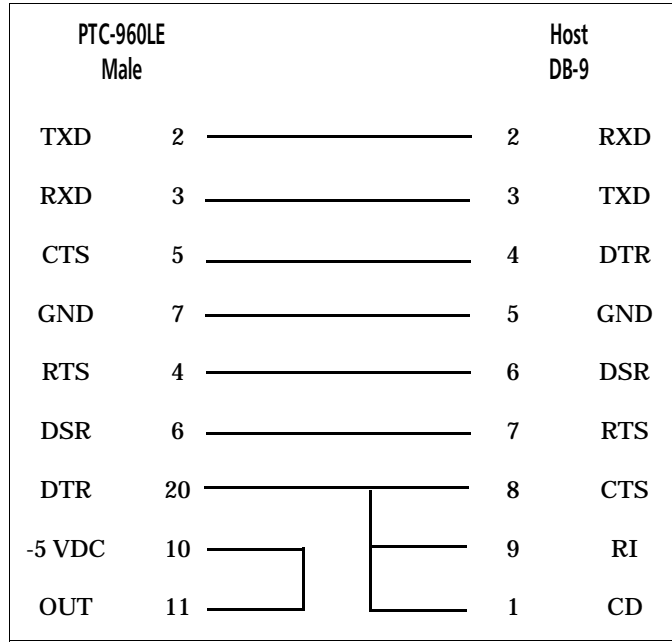 PTC-960LE Host
Male DB-9
TXD 2 2 RXD
RXD 3 3 TXD
CTS 5 4 DTR
GND 7 5 GND
RTS 4 6 DSR
DSR 6 7 RTS
DTR 20 8 CTS
-5 VDC 10 9 RI
OUT 11 1 CD